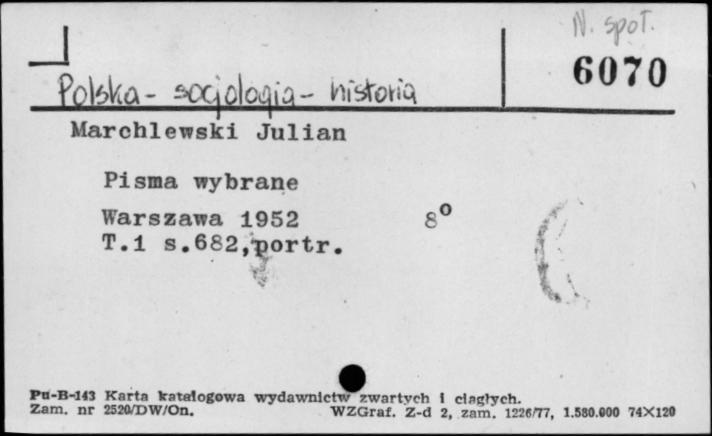 N. społ.
6070
Polska - socjologia - historia
Marchlewski Julian
Pisma wybrane
Warszawa 1952 8°
T.1 s.682,portr.
Pu-B-143 Karta katalogowa wydawnictw zwartych i ciągłych.
Zam. nr 2520/DW/On. WZGraf. Z-d 2, zam. 1226/77, 1.580.000 74X120